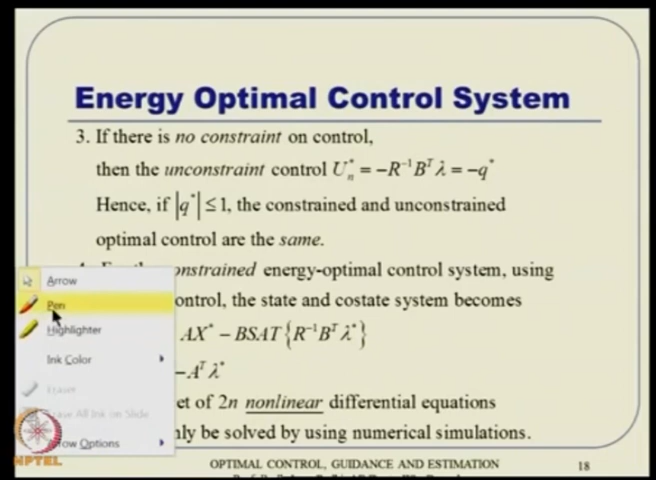 Energy Optimal Control System
3. If there is no constraint on control,
then the unconstraint control U*ₙ = −R⁻¹Bᵀλ = −q*
Hence, if |q*| ≤ 1, the constrained and unconstrained
optimal control are the same.
onstrained energy-optimal control system, using
ontrol, the state and costate system becomes
AX* − BSAT{R⁻¹Bᵀλ*}
−Aᵀλ*
et of 2n nonlinear differential equations
nly be solved by using numerical simulations.
Arrow
Pen
Highlighter
Ink Color
Eraser
Erase All Ink on Slide
Arrow Options
NPTEL
OPTIMAL CONTROL, GUIDANCE AND ESTIMATION
18